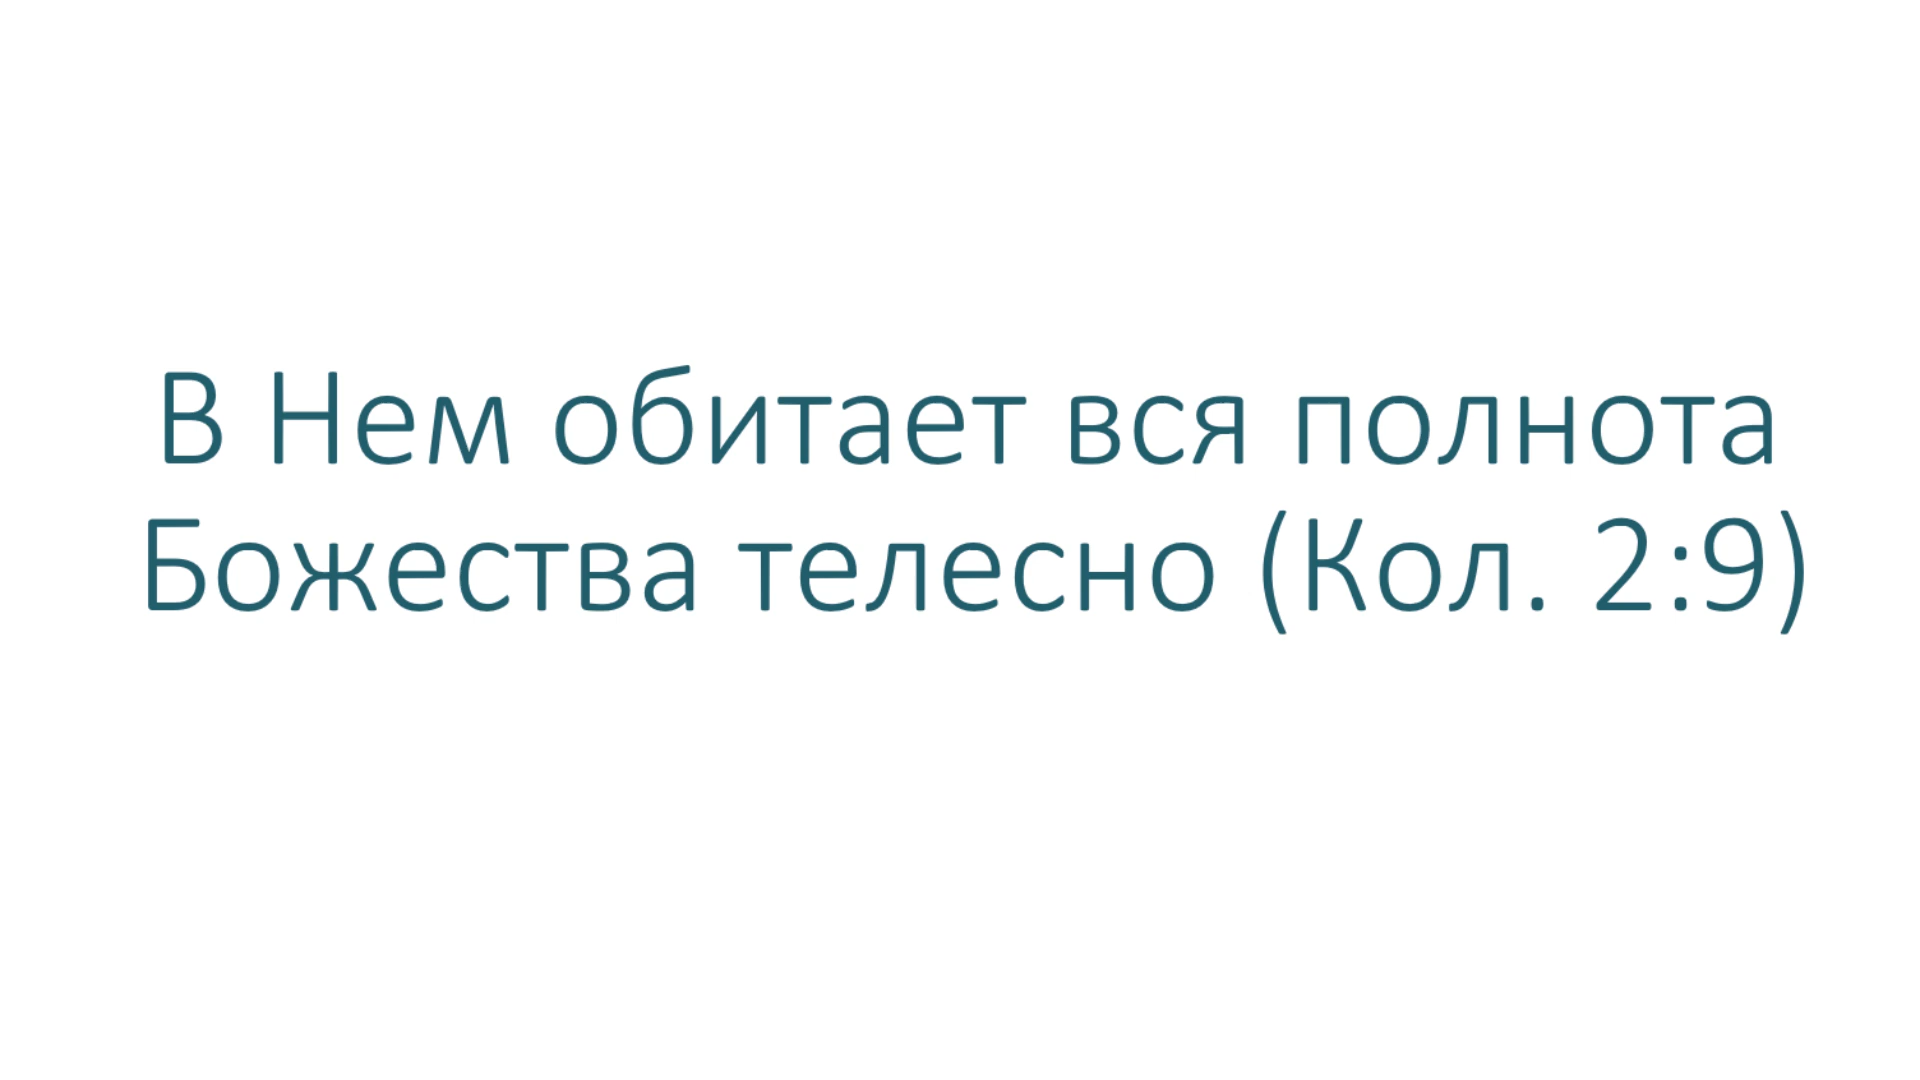 В Нем обитает вся полнота
Божества телесно (Кол. 2:9)